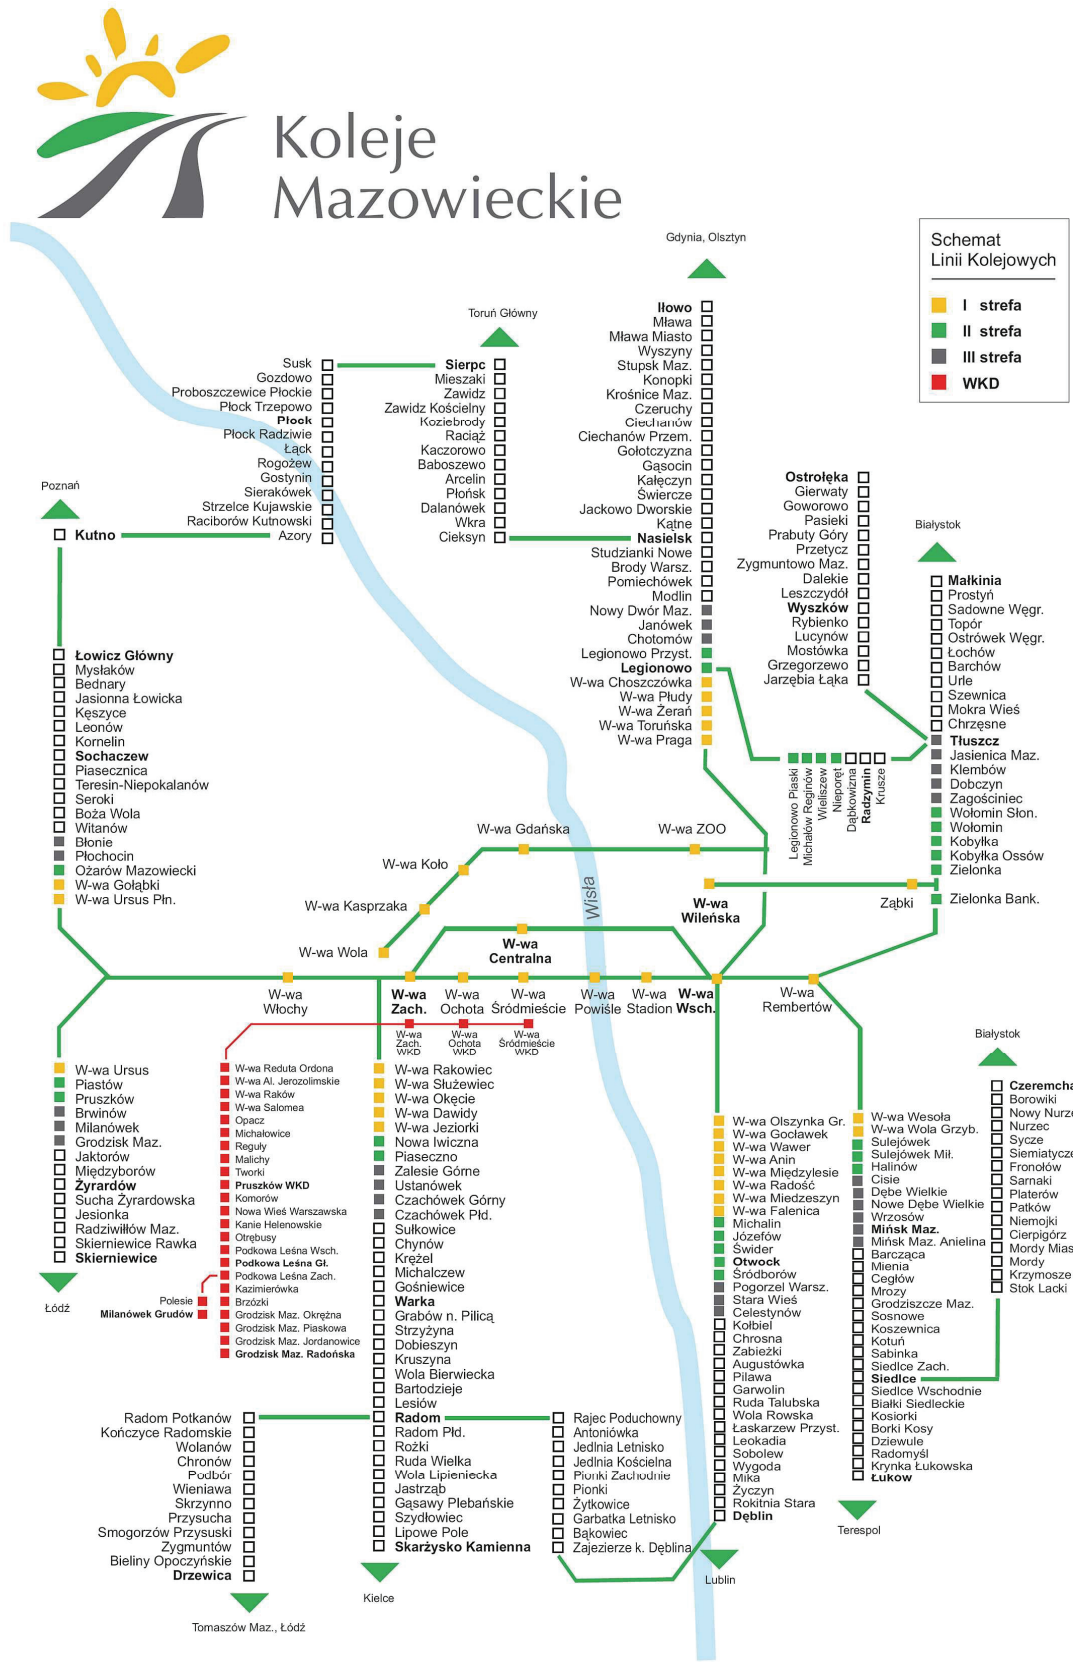 Koleje
Mazowieckie
Schemat
Linii Kolejowych
I strefa
II strefa
III strefa
WKD
Gdynia, Olsztyn
Iłowo
Mława
Mława Miasto
Wyszyny
Stupsk Maz.
Konopki
Krośnice Maz.
Czeruchy
Ciechanów
Ciechanów Przem.
Gołotczyzna
Gąsocin
Kałęczyn
Świercze
Jackowo Dworskie
Kątne
Nasielsk
Studzianki Nowe
Brody Warsz.
Pomiechówek
Modlin
Nowy Dwór Maz.
Janówek
Chotomów
Legionowo Przyst.
Legionowo
W-wa Choszczówka
W-wa Płudy
W-wa Żerań
W-wa Toruńska
W-wa Praga
Toruń Główny
Sierpc
Mieszaki
Zawidz
Zawidz Kościelny
Koziebrody
Raciąż
Kaczorowo
Baboszewo
Arcelin
Płońsk
Dalanówek
Wkra
Cieksyn
Susk
Gozdowo
Proboszczewice Płockie
Płock Trzepowo
Płock
Płock Radziwie
Łąck
Rogożew
Gostynin
Sierakówek
Strzelce Kujawskie
Raciborów Kutnowski
Azory
Poznań
Kutno
Łowicz Główny
Mysłaków
Bednary
Jasionna Łowicka
Kęszyce
Leonów
Kornelin
Sochaczew
Piasecznica
Teresin-Niepokalanów
Seroki
Boża Wola
Witanów
Błonie
Płochocin
Ożarów Mazowiecki
W-wa Gołąbki
W-wa Ursus Płn.
Ostrołęka
Gierwaty
Goworowo
Pasieki
Prabuty Góry
Przetycz
Zygmuntowo Maz.
Dalekie
Leszczydół
Wyszków
Rybienko
Lucynów
Mostówka
Grzegorzewo
Jarzębia Łąka
Białystok
Małkinia
Prostyń
Sadowne Węgr.
Topór
Ostrówek Węgr.
Łochów
Barchów
Urle
Szewnica
Mokra Wieś
Chrzęsne
Tłuszcz
Jasienica Maz.
Klembów
Dobczyn
Zagościniec
Wołomin Słon.
Wołomin
Kobyłka
Kobyłka Ossów
Zielonka
Zielonka Bank.
Legionowo Piaski
Michałów Reginów
Wieliszew
Nieporęt
Dąbkowizna
Radzymin
Krusze
W-wa Gdańska
W-wa ZOO
W-wa Koło
W-wa Kasprzaka
W-wa Wola
Wisła
W-wa
Wileńska
Ząbki
W-wa
Centralna
W-wa
Włochy
W-wa
Zach.
W-wa
Ochota
W-wa
Śródmieście
W-wa
Powiśle
W-wa
Stadion
W-wa
Wsch.
W-wa
Rembertów
W-wa
Zach.
WKD
W-wa
Ochota
WKD
W-wa
Śródmieście
WKD
W-wa Ursus
Piastów
Pruszków
Brwinów
Milanówek
Grodzisk Maz.
Jaktorów
Międzyborów
Żyrardów
Sucha Żyrardowska
Jesionka
Radziwiłłów Maz.
Skierniewice Rawka
Skierniewice
Łódź
W-wa Reduta Ordona
W-wa Al. Jerozolimskie
W-wa Raków
W-wa Salomea
Opacz
Michałowice
Reguły
Malichy
Tworki
Pruszków WKD
Komorów
Nowa Wieś Warszawska
Kanie Helenowskie
Otrębusy
Podkowa Leśna Wsch.
Podkowa Leśna Gł.
Podkowa Leśna Zach.
Kazimierówka
Brzózki
Grodzisk Maz. Okrężna
Grodzisk Maz. Piaskowa
Grodzisk Maz. Jordanowice
Grodzisk Maz. Radońska
Polesie
Milanówek Grudów
W-wa Rakowiec
W-wa Służewiec
W-wa Okęcie
W-wa Dawidy
W-wa Jeziorki
Nowa Iwiczna
Piaseczno
Zalesie Górne
Ustanówek
Czachówek Górny
Czachówek Płd.
Sułkowice
Chynów
Krężel
Michalczew
Gośniewice
Warka
Grabów n. Pilicą
Strzyżyna
Dobieszyn
Kruszyna
Wola Bierwiecka
Bartodzieje
Lesiów
Radom
Radom Płd.
Rożki
Ruda Wielka
Wola Lipieniecka
Jastrząb
Gąsawy Plebańskie
Szydłowiec
Lipowe Pole
Skarżysko Kamienna
Kielce
Radom Potkanów
Kończyce Radomskie
Wolanów
Chronów
Podbór
Wieniawa
Skrzynno
Przysucha
Smogorzów Przysuski
Zygmuntów
Bieliny Opoczyńskie
Drzewica
Tomaszów Maz., Łódź
Rajec Poduchowny
Antoniówka
Jedlnia Letnisko
Jedlnia Kościelna
Pionki Zachodnie
Pionki
Żytkowice
Garbatka Letnisko
Bąkowiec
Zajezierze k. Dęblina
W-wa Olszynka Gr.
W-wa Gocławek
W-wa Wawer
W-wa Anin
W-wa Międzylesie
W-wa Radość
W-wa Miedzeszyn
W-wa Falenica
Michalin
Józefów
Świder
Otwock
Śródborów
Pogorzel Warsz.
Stara Wieś
Celestynów
Kołbiel
Chrosna
Zabieżki
Augustówka
Pilawa
Garwolin
Ruda Talubska
Wola Rowska
Łaskarzew Przyst.
Leokadia
Sobolew
Wygoda
Mika
Życzyn
Rokitnia Stara
Dęblin
Lublin
W-wa Wesoła
W-wa Wola Grzyb.
Sulejówek
Sulejówek Mił.
Halinów
Cisie
Dębe Wielkie
Nowe Dębe Wielkie
Wrzosów
Mińsk Maz.
Mińsk Maz. Anielina
Barcząca
Mienia
Cegłów
Mrozy
Grodziszcze Maz.
Sosnowe
Koszewnica
Kotuń
Sabinka
Siedlce Zach.
Siedlce
Siedlce Wschodnie
Białki Siedleckie
Kosiorki
Borki Kosy
Dziewule
Radomyśl
Krynka Łukowska
Łuków
Terespol
Białystok
Czeremcha
Borowiki
Nowy Nurze
Nurzec
Sycze
Siemiatycze
Fronołów
Sarnaki
Platerów
Patków
Niemojki
Cierpigórz
Mordy Mias
Mordy
Krzymosze
Stok Lacki